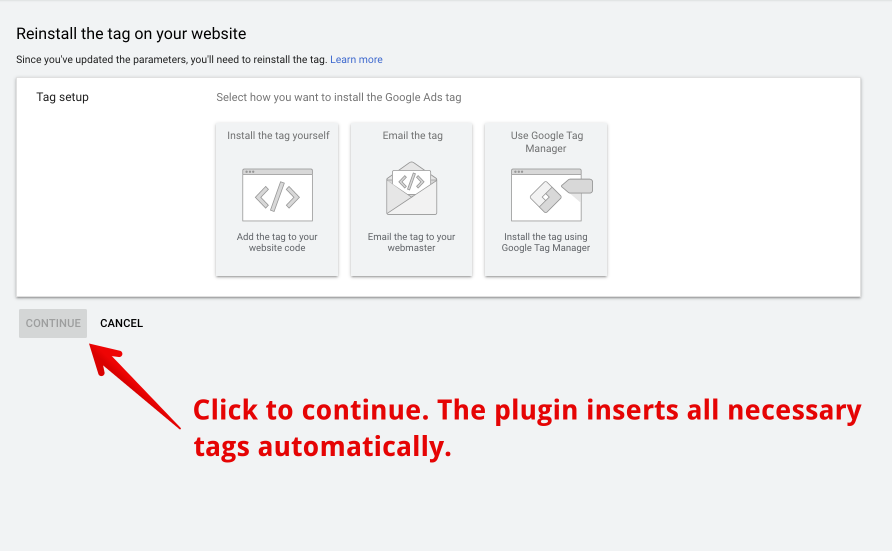 Reinstall the tag on your website
Since you've updated the parameters, you'll need to reinstall the tag. Learn more
Tag setup
Select how you want to install the Google Ads tag
Install the tag yourself
</>
Add the tag to your
website code
Email the tag
</>
Email the tag to your
webmaster
Use Google Tag
Manager
Install the tag using
Google Tag Manager
CONTINUE CANCEL
Click to continue. The plugin inserts all necessary
tags automatically.